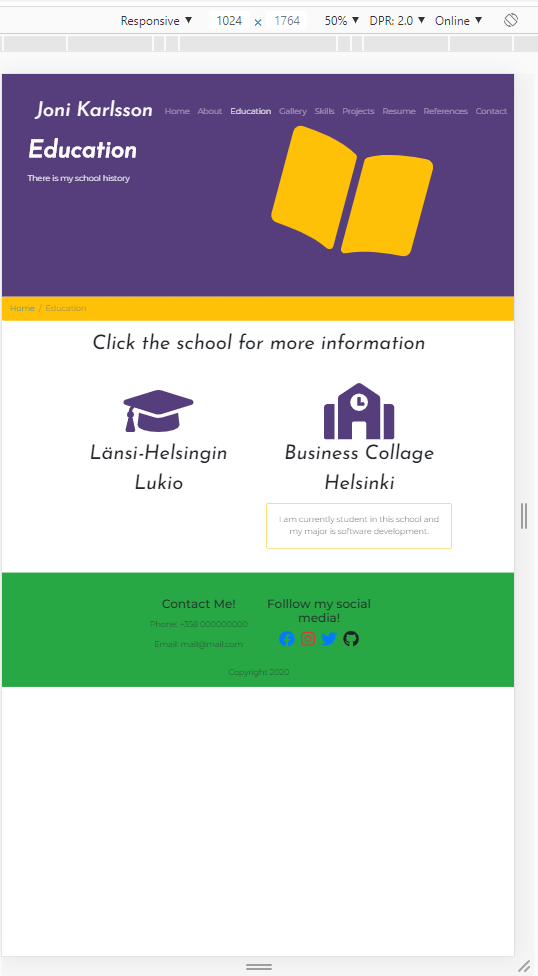 Responsive ▼ 1024 × 1764 50% ▼ DPR: 2.0 ▼ Online ▼
Joni Karlsson Home About Education Gallery Skills Projects Resume References Contact
Education
There is my school history
Home / Education
Click the school for more information
Länsi-Helsingin
Lukio
Business Collage
Helsinki
I am currently student in this school and
my major is software development.
Contact Me!
Phone: +358 000000000
Email: mail@mail.com
Folllow my social
media!
Copyright 2020